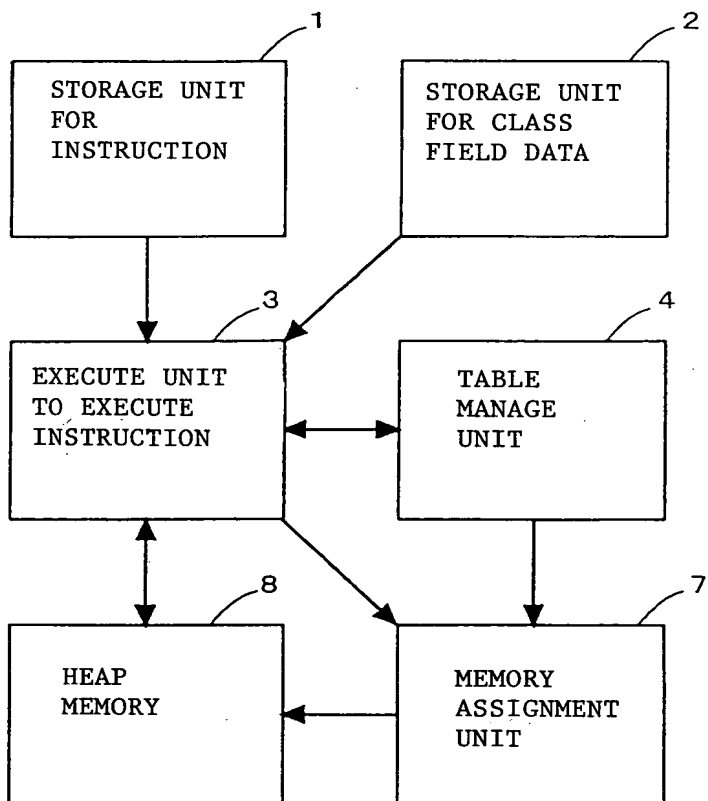 1
STORAGE UNIT
FOR
INSTRUCTION
2
STORAGE UNIT
FOR CLASS
FIELD DATA
3
EXECUTE UNIT
TO EXECUTE
INSTRUCTION
4
TABLE
MANAGE
UNIT
8
HEAP
MEMORY
7
MEMORY
ASSIGNMENT
UNIT